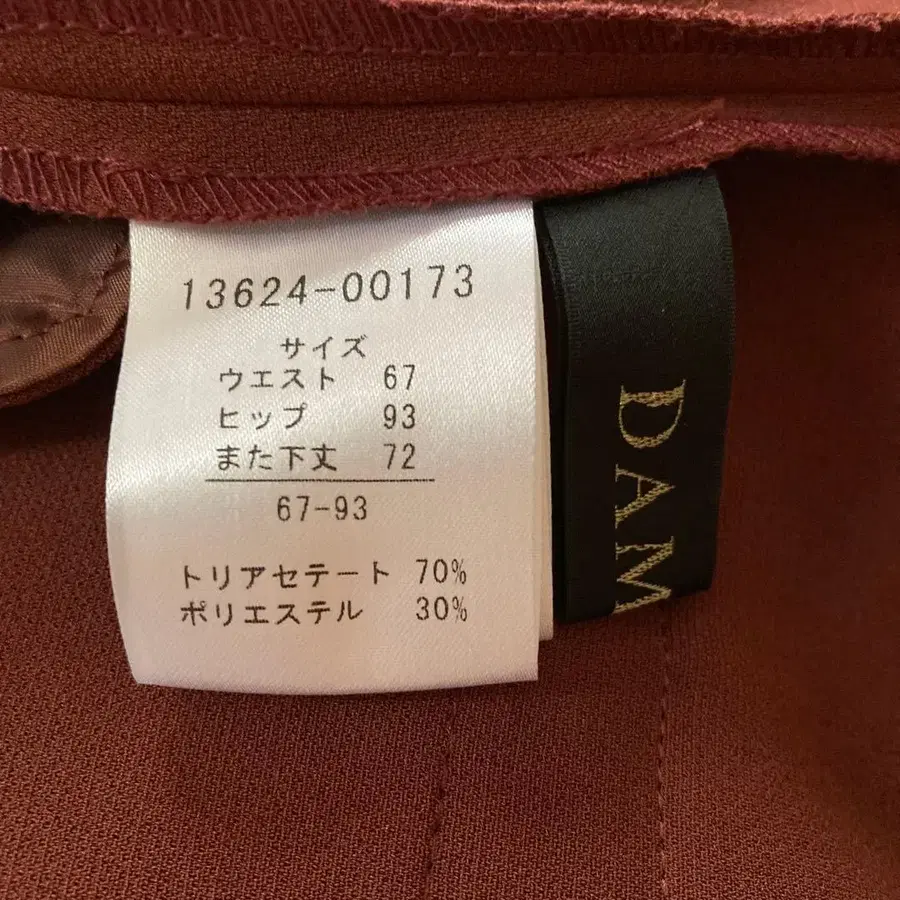 13624-00173
サイズ
ウエスト 67
ヒップ 93
また下丈 72
67-93
トリアセテート 70%
ポリエステル 30%
DAM